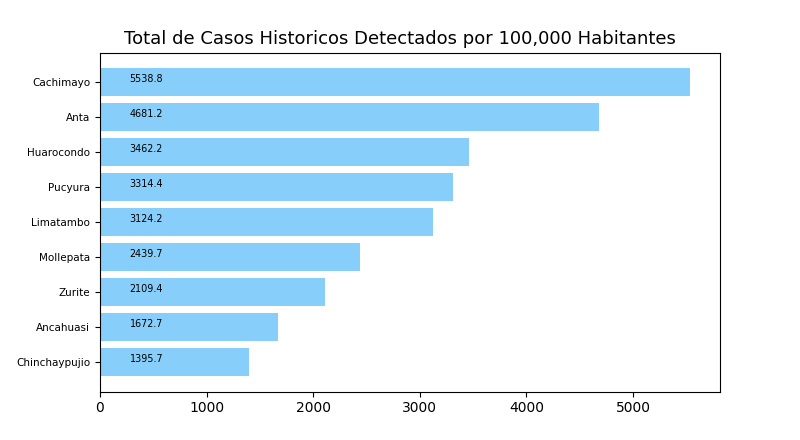 Total de Casos Historicos Detectados por 100,000 Habitantes
Cachimayo 5538.8
Anta 4681.2
Huarocondo 3462.2
Pucyura 3314.4
Limatambo 3124.2
Mollepata 2439.7
Zurite 2109.4
Ancahuasi 1672.7
Chinchaypujio 1395.7
0 1000 2000 3000 4000 5000